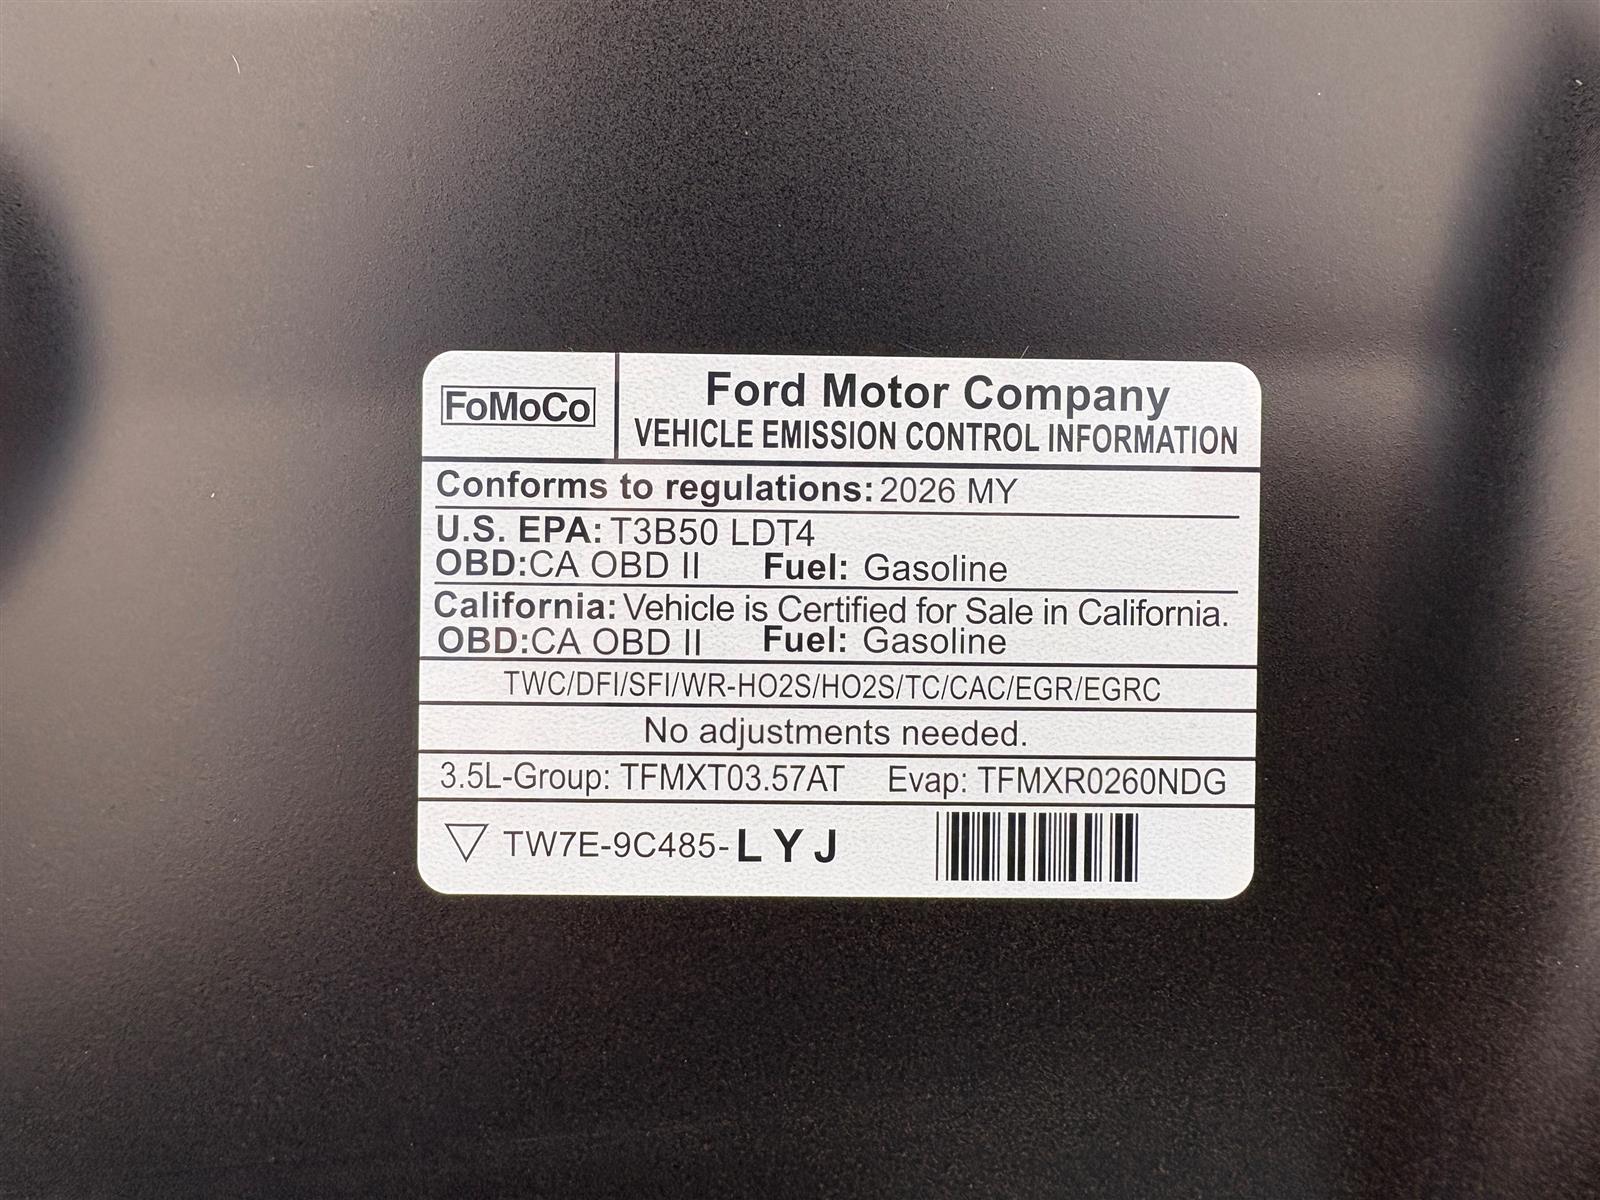 FoMoCo
Ford Motor Company
VEHICLE EMISSION CONTROL INFORMATION
Conforms to regulations: 2026 MY
U.S. EPA: T3B50 LDT4
OBD:CA OBD II Fuel: Gasoline
California: Vehicle is Certified for Sale in California.
OBD:CA OBD II Fuel: Gasoline
TWC/DFI/SFI/WR-HO2S/HO2S/TC/CAC/EGR/EGRC
No adjustments needed.
3.5L-Group: TFMXT03.57AT Evap: TFMXR0260NDG
TW7E-9C485-LYJ